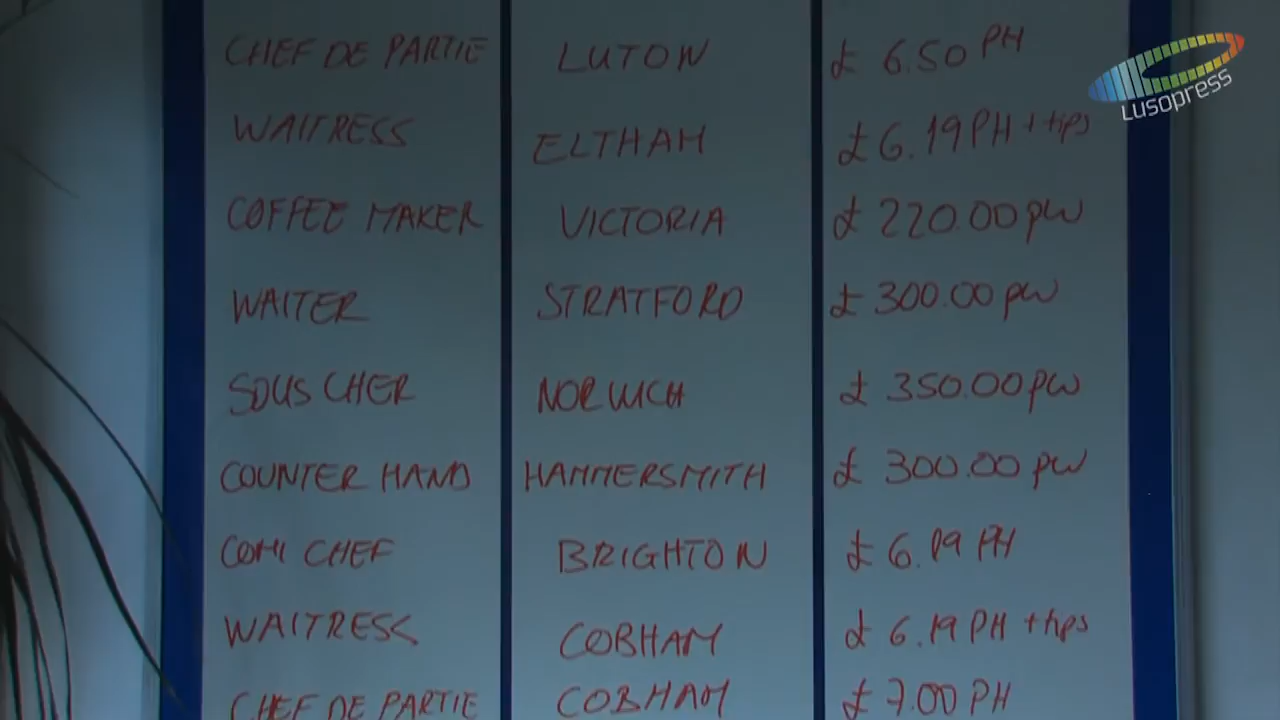 CHEF DE PARTIE LUTON £ 6.50 PH
WAITRESS ELTHAM £6.19 PH + tips
COFFEE MAKER VICTORIA £ 220.00 pw
WAITER STRATFORD £ 300.00 pw
SOUS CHER NORWICH £ 350.00 pw
COUNTER HAND HAMMERSMITH £ 300.00 pw
COMI CHEF BRIGHTON £ 6.19 PH
WAITRESS COBHAM £ 6.19 PH + tips
CHEF DE PARTIE COBHAM £ 7.00 PH
LUSOpress